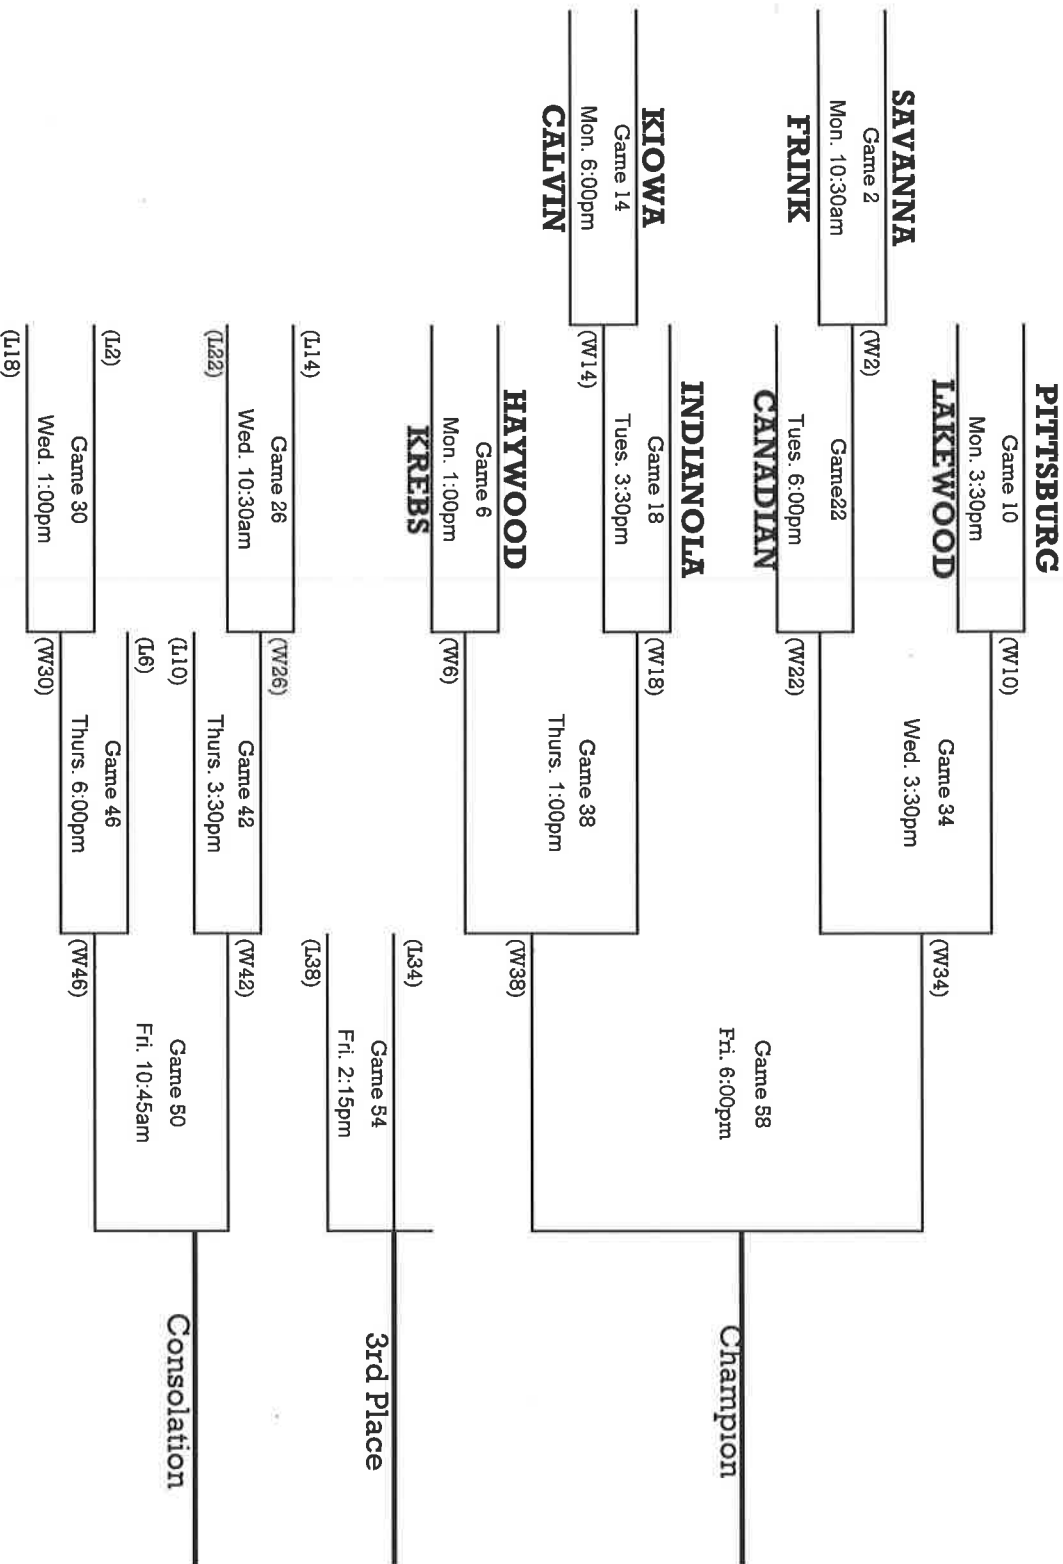 PITTSBURG
Game 10
Mon. 3:30pm
LAKEWOOD
(W10)
SAVANNA
Game 2
Mon. 10:30am
FRINK
(W2)
Game22
Tues. 6:00pm
CANADIAN
(W22)
Game 34
Wed. 3:30pm
(W34)
INDIANOLA
Game 18
Tues. 3:30pm
(W18)
KIOWA
Game 14
Mon. 6:00pm
CALVIN
(W14)
Game 38
Thurs. 1:00pm
HAYWOOD
Game 6
Mon. 1:00pm
KREBS
(W6)
(W38)
Game 58
Fri. 6:00pm
Champion
(L34)
Game 54
Fri. 2:15pm
(L38)
3rd Place
(L14)
Game 26
Wed. 10:30am
(L22)
(W26)
Game 42
Thurs. 3:30pm
(L10)
(W42)
(L6)
Game 46
Thurs. 6:00pm
(L2)
Game 30
Wed. 1:00pm
(L18)
(W30)
(W46)
Game 50
Fri. 10:45am
Consolation